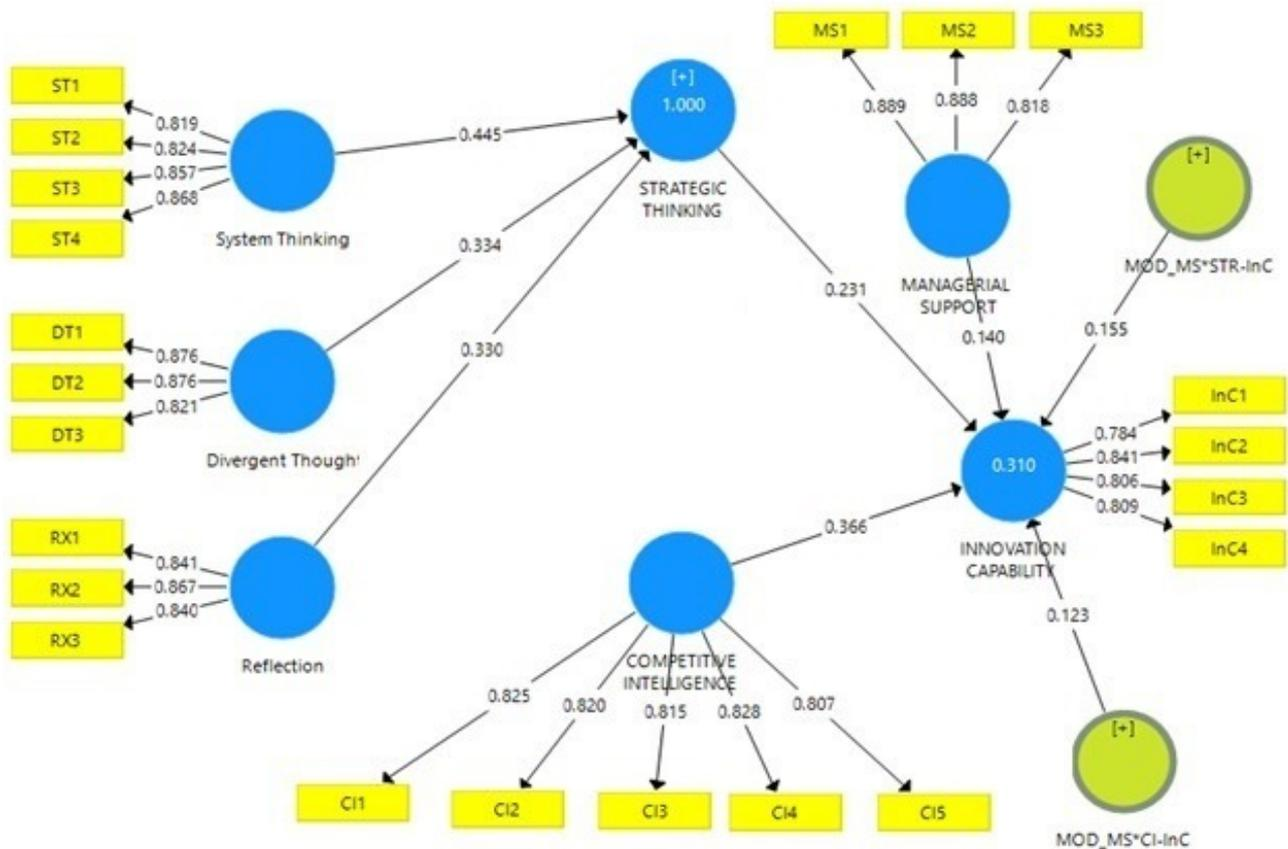 MS1
MS2
MS3
ST1
ST2
ST3
ST4
0.819
0.824
0.857
0.868
System Thinking
0.445
[+]
1.000
STRATEGIC
THINKING
0.889
0.888
0.818
MANAGERIAL
SUPPORT
[+]
MOD_MS*STR-InC
0.334
0.231
0.140
0.155
DT1
DT2
DT3
0.876
0.876
0.821
Divergent Thought
0.330
InC1
InC2
InC3
InC4
0.784
0.841
0.806
0.809
0.310
INNOVATION
CAPABILITY
RX1
RX2
RX3
0.841
0.867
0.840
Reflection
0.366
COMPETITIVE
INTELLIGENCE
0.123
0.825
0.820
0.815
0.828
0.807
CI1
CI2
CI3
CI4
CI5
[+]
MOD_MS*CI-InC